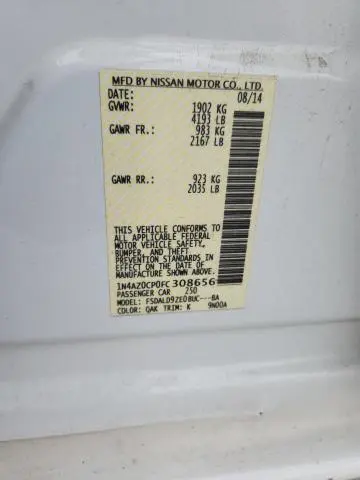 MFD BY NISSAN MOTOR CO., LTD.
DATE: 08/14
GVWR: 1902 KG
4193 LB
GAWR FR.: 983 KG
2167 LB
GAWR RR.: 923 KG
2035 LB
THIS VEHICLE CONFORMS TO
ALL APPLICABLE FEDERAL
MOTOR VEHICLE SAFETY,
BUMPER, AND THEFT
PREVENTION STANDARDS IN
EFFECT ON THE DATE OF
MANUFACTURE SHOWN ABOVE.
1N4AZ0CP0FC308656
PASSENGER CAR 250
MODEL: FSDALD9ZE0BUC---BA
COLOR: QAK TRIM: K 9N00A